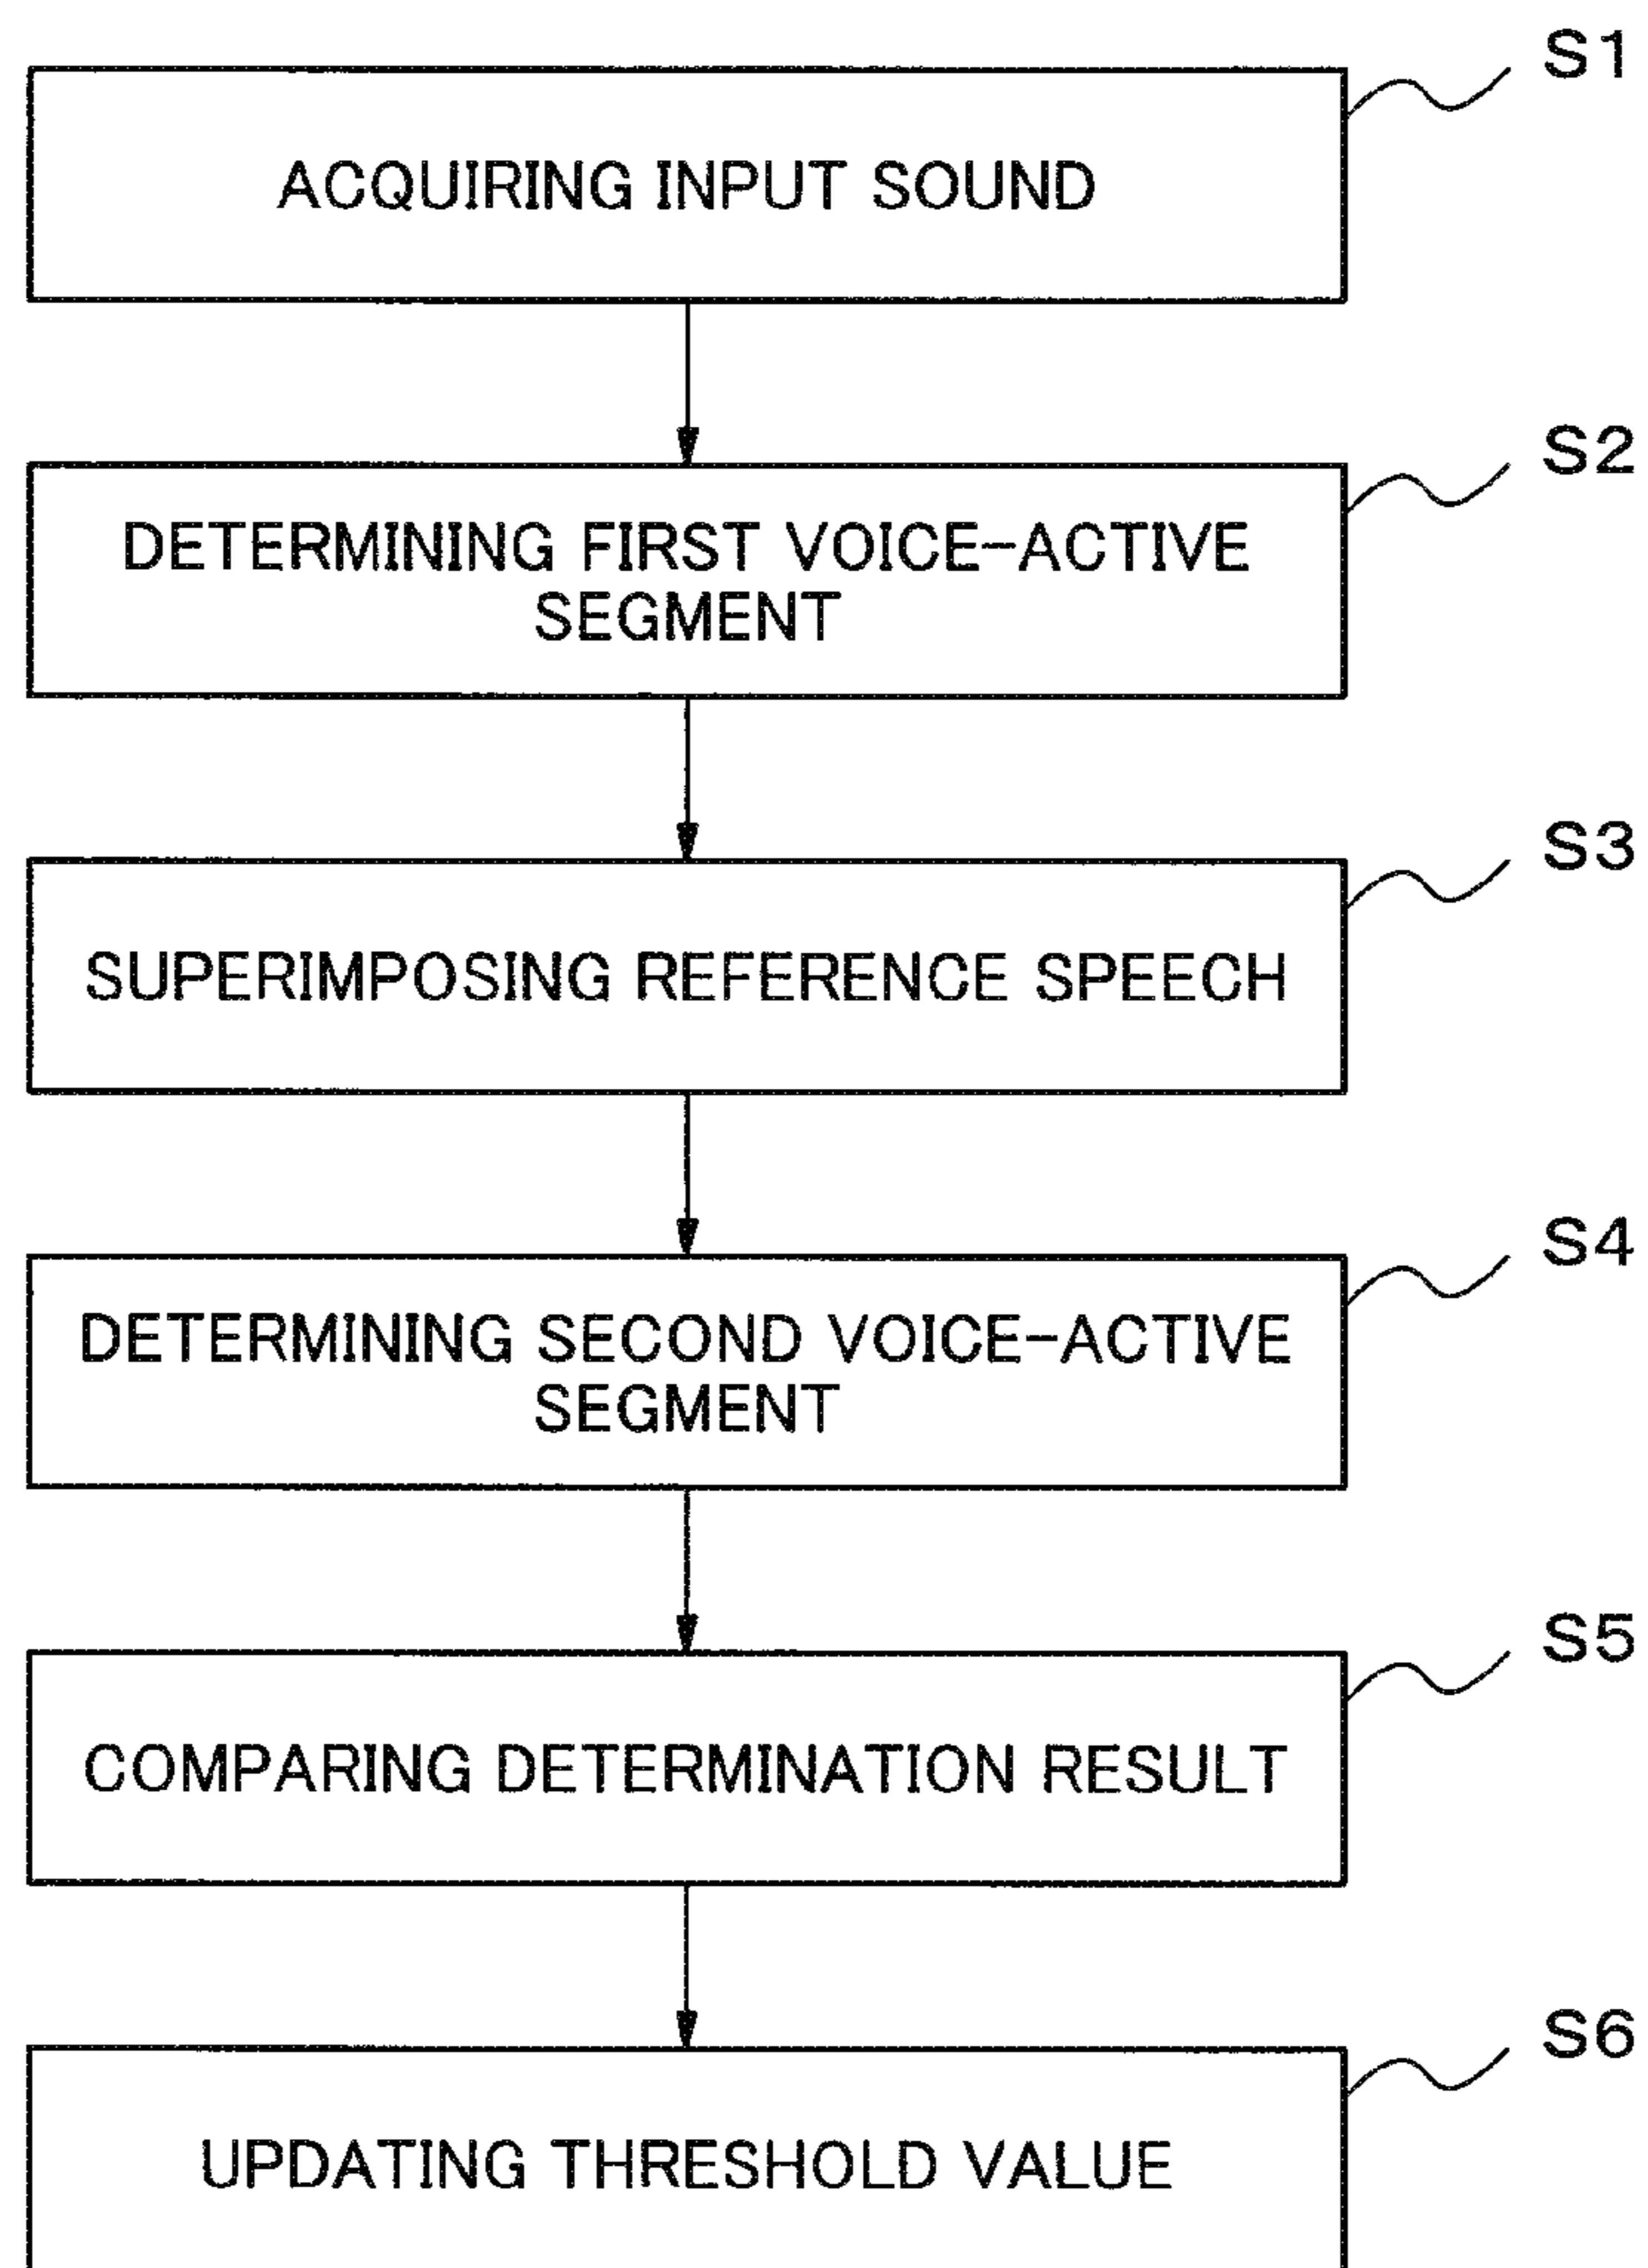 S1
ACQUIRING INPUT SOUND
S2
DETERMINING FIRST VOICE-ACTIVE
SEGMENT
S3
SUPERIMPOSING REFERENCE SPEECH
S4
DETERMINING SECOND VOICE-ACTIVE
SEGMENT
S5
COMPARING DETERMINATION RESULT
S6
UPDATING THRESHOLD VALUE